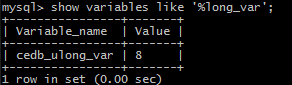 mysql> show variables like '%long_var';
+----------------+-------+
| Variable_name  | Value |
+----------------+-------+
| cedb_ulong_var | 8     |
+----------------+-------+
1 row in set (0.00 sec)